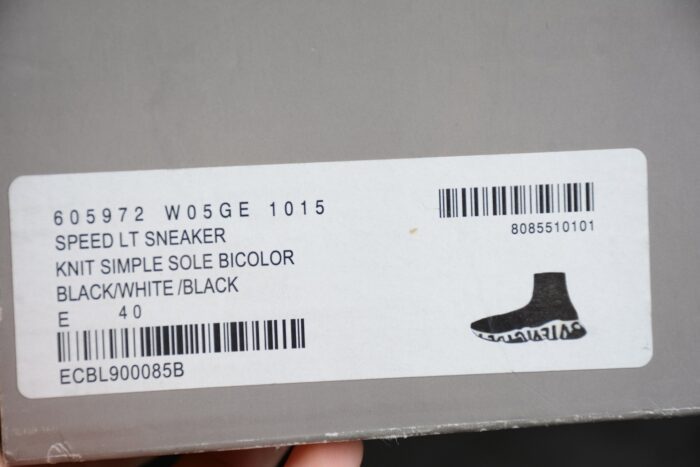 605972 W05GE 1015
SPEED LT SNEAKER
KNIT SIMPLE SOLE BICOLOR
BLACK/WHITE /BLACK
E 40
ECBL900085B
8085510101